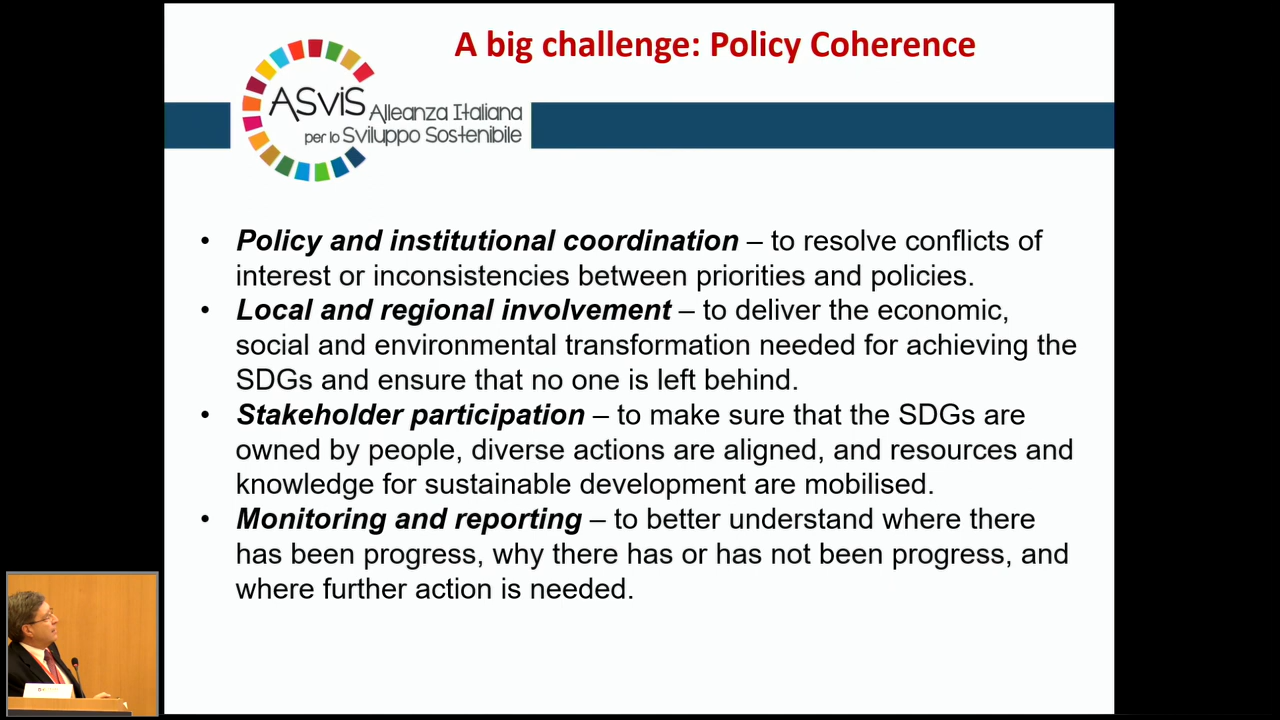 A big challenge: Policy Coherence
ASviS Alleanza Italiana
per lo Sviluppo Sostenibile
• Policy and institutional coordination – to resolve conflicts of
interest or inconsistencies between priorities and policies.
• Local and regional involvement – to deliver the economic,
social and environmental transformation needed for achieving the
SDGs and ensure that no one is left behind.
• Stakeholder participation – to make sure that the SDGs are
owned by people, diverse actions are aligned, and resources and
knowledge for sustainable development are mobilised.
• Monitoring and reporting – to better understand where there
has been progress, why there has or has not been progress, and
where further action is needed.